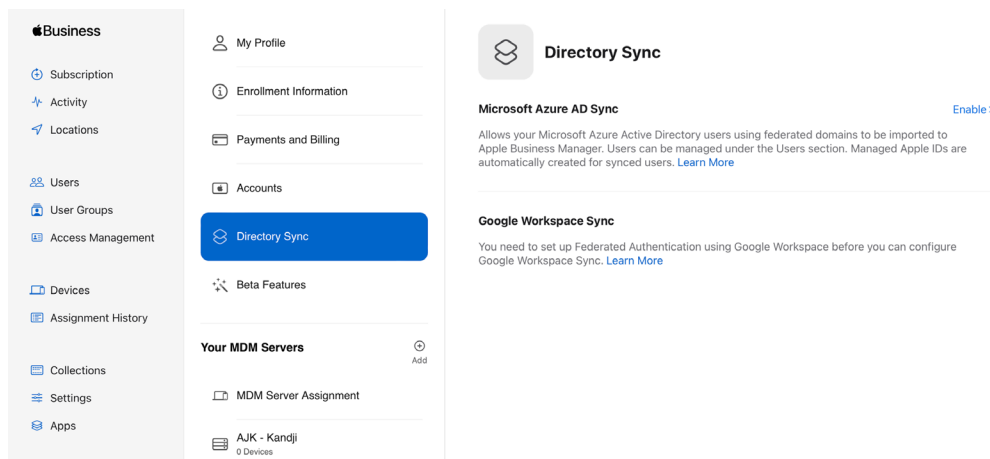 Business
Subscription
Activity
Locations
Users
User Groups
Access Management
Devices
Assignment History
Collections
Settings
Apps
My Profile
Enrollment Information
Payments and Billing
Accounts
Directory Sync
Beta Features
Your MDM Servers
Add
MDM Server Assignment
AJK - Kandji
0 Devices
Directory Sync
Microsoft Azure AD Sync
Enable
Allows your Microsoft Azure Active Directory users using federated domains to be imported to
Apple Business Manager. Users can be managed under the Users section. Managed Apple IDs are
automatically created for synced users. Learn More
Google Workspace Sync
You need to set up Federated Authentication using Google Workspace before you can configure
Google Workspace Sync. Learn More